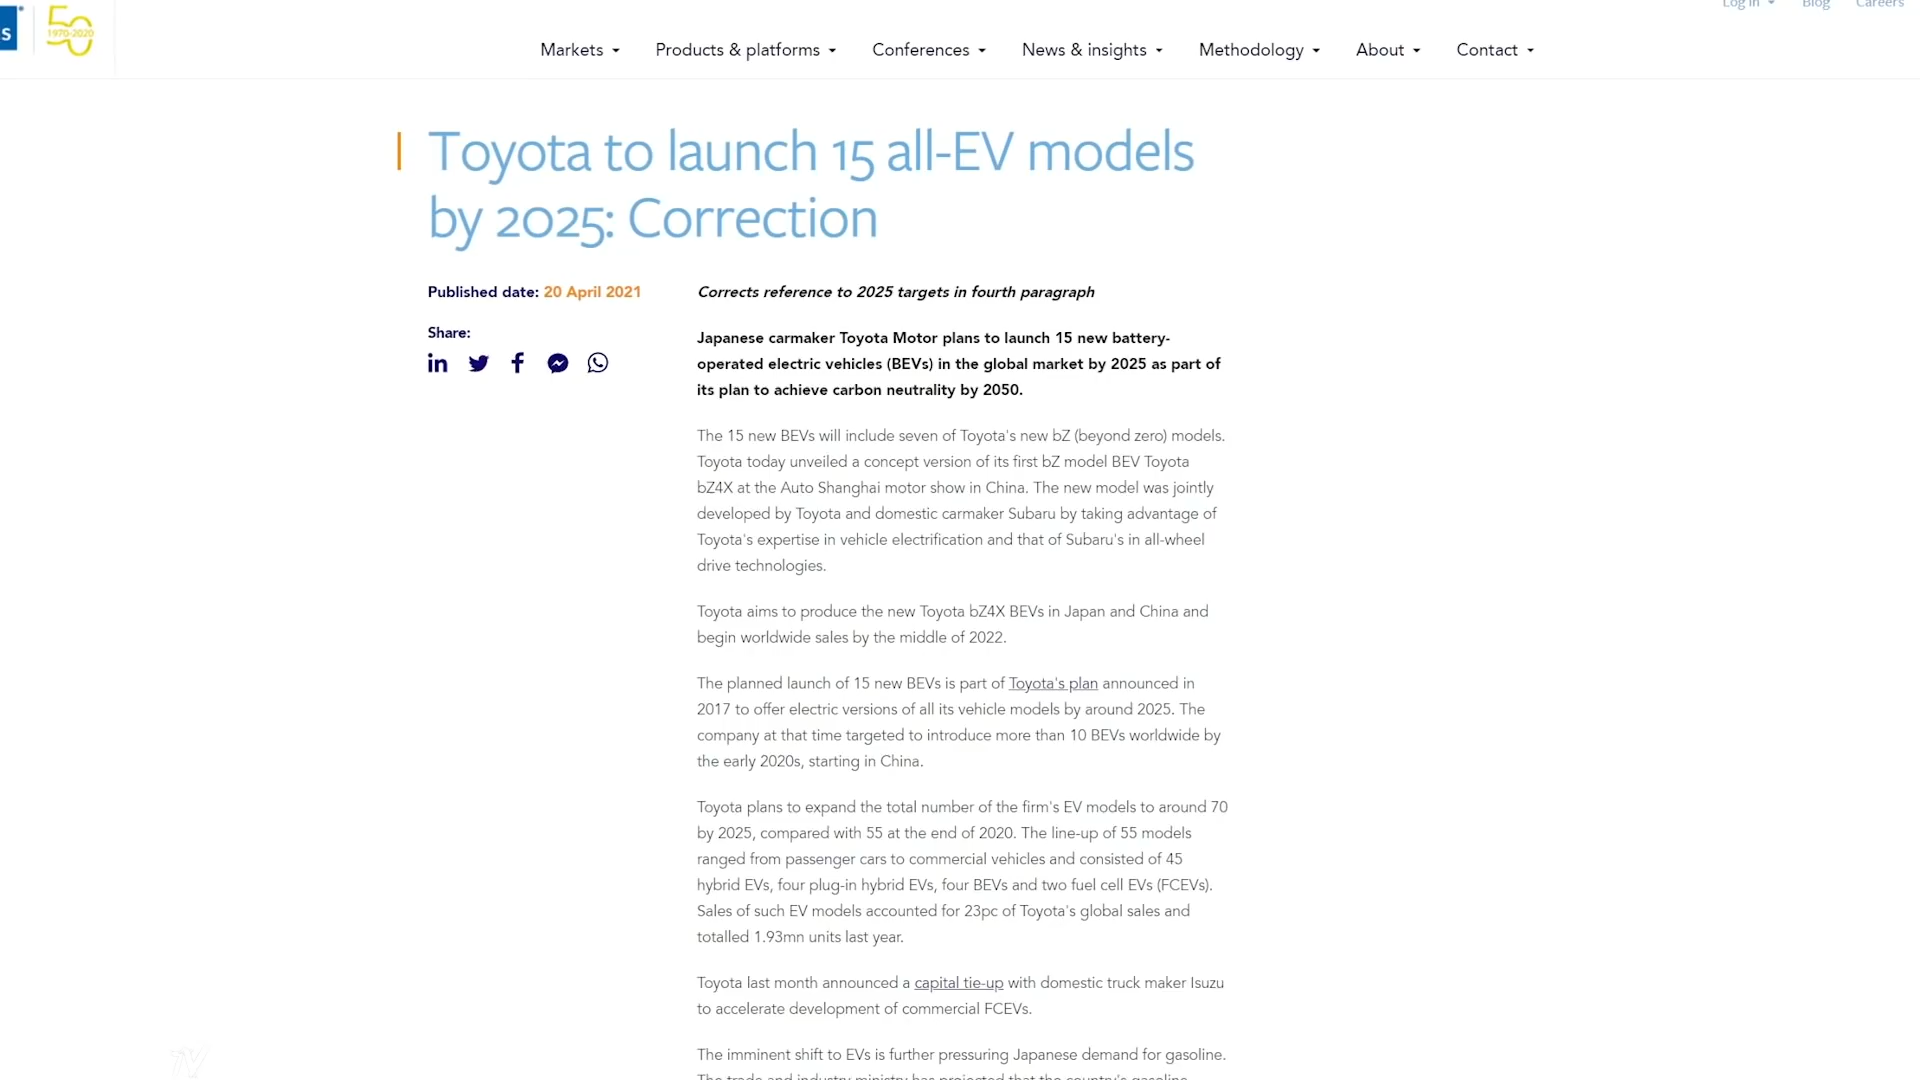 s
50
1970-2020
Log in
Blog
Careers
Markets
Products & platforms
Conferences
News & insights
Methodology
About
Contact
Toyota to launch 15 all-EV models
by 2025: Correction
Published date: 20 April 2021
Share:
Corrects reference to 2025 targets in fourth paragraph
Japanese carmaker Toyota Motor plans to launch 15 new battery-
operated electric vehicles (BEVs) in the global market by 2025 as part of
its plan to achieve carbon neutrality by 2050.
The 15 new BEVs will include seven of Toyota's new bZ (beyond zero) models.
Toyota today unveiled a concept version of its first bZ model BEV Toyota
bZ4X at the Auto Shanghai motor show in China. The new model was jointly
developed by Toyota and domestic carmaker Subaru by taking advantage of
Toyota's expertise in vehicle electrification and that of Subaru's in all-wheel
drive technologies.
Toyota aims to produce the new Toyota bZ4X BEVs in Japan and China and
begin worldwide sales by the middle of 2022.
The planned launch of 15 new BEVs is part of Toyota's plan announced in
2017 to offer electric versions of all its vehicle models by around 2025. The
company at that time targeted to introduce more than 10 BEVs worldwide by
the early 2020s, starting in China.
Toyota plans to expand the total number of the firm's EV models to around 70
by 2025, compared with 55 at the end of 2020. The line-up of 55 models
ranged from passenger cars to commercial vehicles and consisted of 45
hybrid EVs, four plug-in hybrid EVs, four BEVs and two fuel cell EVs (FCEVs).
Sales of such EV models accounted for 23pc of Toyota's global sales and
totalled 1.93mn units last year.
Toyota last month announced a capital tie-up with domestic truck maker Isuzu
to accelerate development of commercial FCEVs.
The imminent shift to EVs is further pressuring Japanese demand for gasoline.
The trade and industry ministry has projected that the country's gasoline